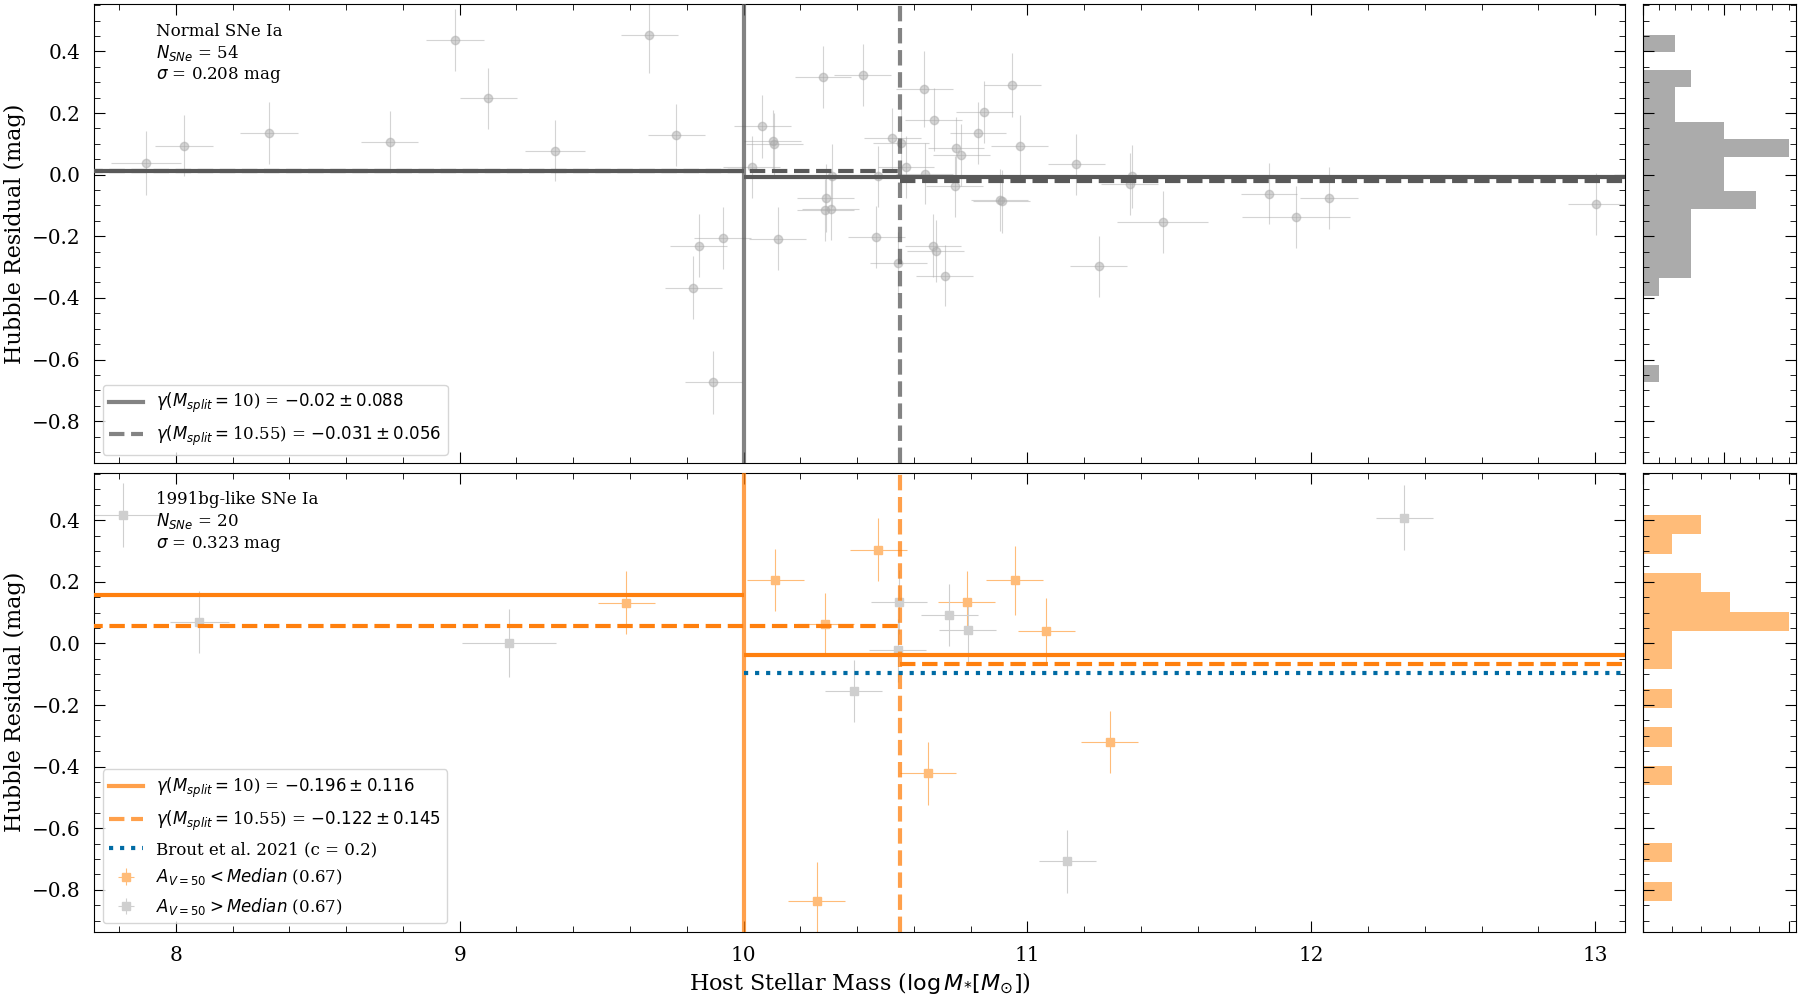 Normal SNe Ia
N_SNe = 54
σ = 0.208 mag
0.4
0.2
0.0
−0.2
−0.4
−0.6
−0.8
Hubble Residual (mag)
γ(M_split = 10) = −0.02 ± 0.088
γ(M_split = 10.55) = −0.031 ± 0.056
1991bg-like SNe Ia
N_SNe = 20
σ = 0.323 mag
0.4
0.2
0.0
−0.2
−0.4
−0.6
−0.8
Hubble Residual (mag)
γ(M_split = 10) = −0.196 ± 0.116
γ(M_split = 10.55) = −0.122 ± 0.145
Brout et al. 2021 (c = 0.2)
A_V=50 < Median (0.67)
A_V=50 > Median (0.67)
8 9 10 11 12 13
Host Stellar Mass (log M_*[M_⊙])